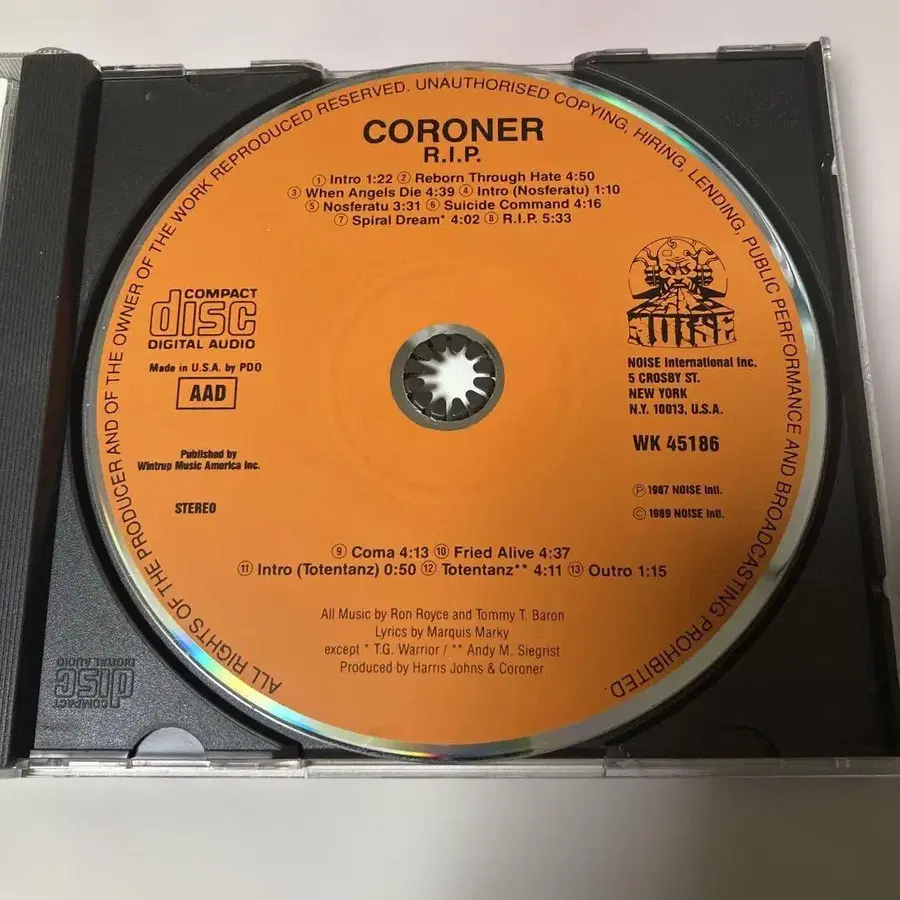 ALL RIGHTS OF THE PRODUCER AND OF THE OWNER OF THE WORK REPRODUCED RESERVED. UNAUTHORISED COPYING, HIRING, LENDING, PUBLIC PERFORMANCE AND BROADCASTING PROHIBITED.
CORONER
R.I.P.
① Intro 1:22 ② Reborn Through Hate 4:50
③ When Angels Die 4:39 ④ Intro (Nosferatu) 1:10
⑤ Nosferatu 3:31 ⑥ Suicide Command 4:16
⑦ Spiral Dream* 4:02 ⑧ R.I.P. 5:33
COMPACT
disc
DIGITAL AUDIO
Made in U.S.A. by PDO
AAD
Published by
Wintrup Music America Inc.
STEREO
NOISE
NOISE International Inc.
5 CROSBY ST.
NEW YORK
N.Y. 10013, U.S.A.
WK 45186
Ⓟ 1987 NOISE Intl.
© 1989 NOISE Intl.
⑨ Coma 4:13 ⑩ Fried Alive 4:37
⑪ Intro (Totentanz) 0:50 ⑫ Totentanz** 4:11 ⑬ Outro 1:15
All Music by Ron Royce and Tommy T. Baron
Lyrics by Marquis Marky
except * T.G. Warrior / ** Andy M. Siegrist
Produced by Harris Johns & Coroner
COMPACT
disc
DIGITAL AUDIO